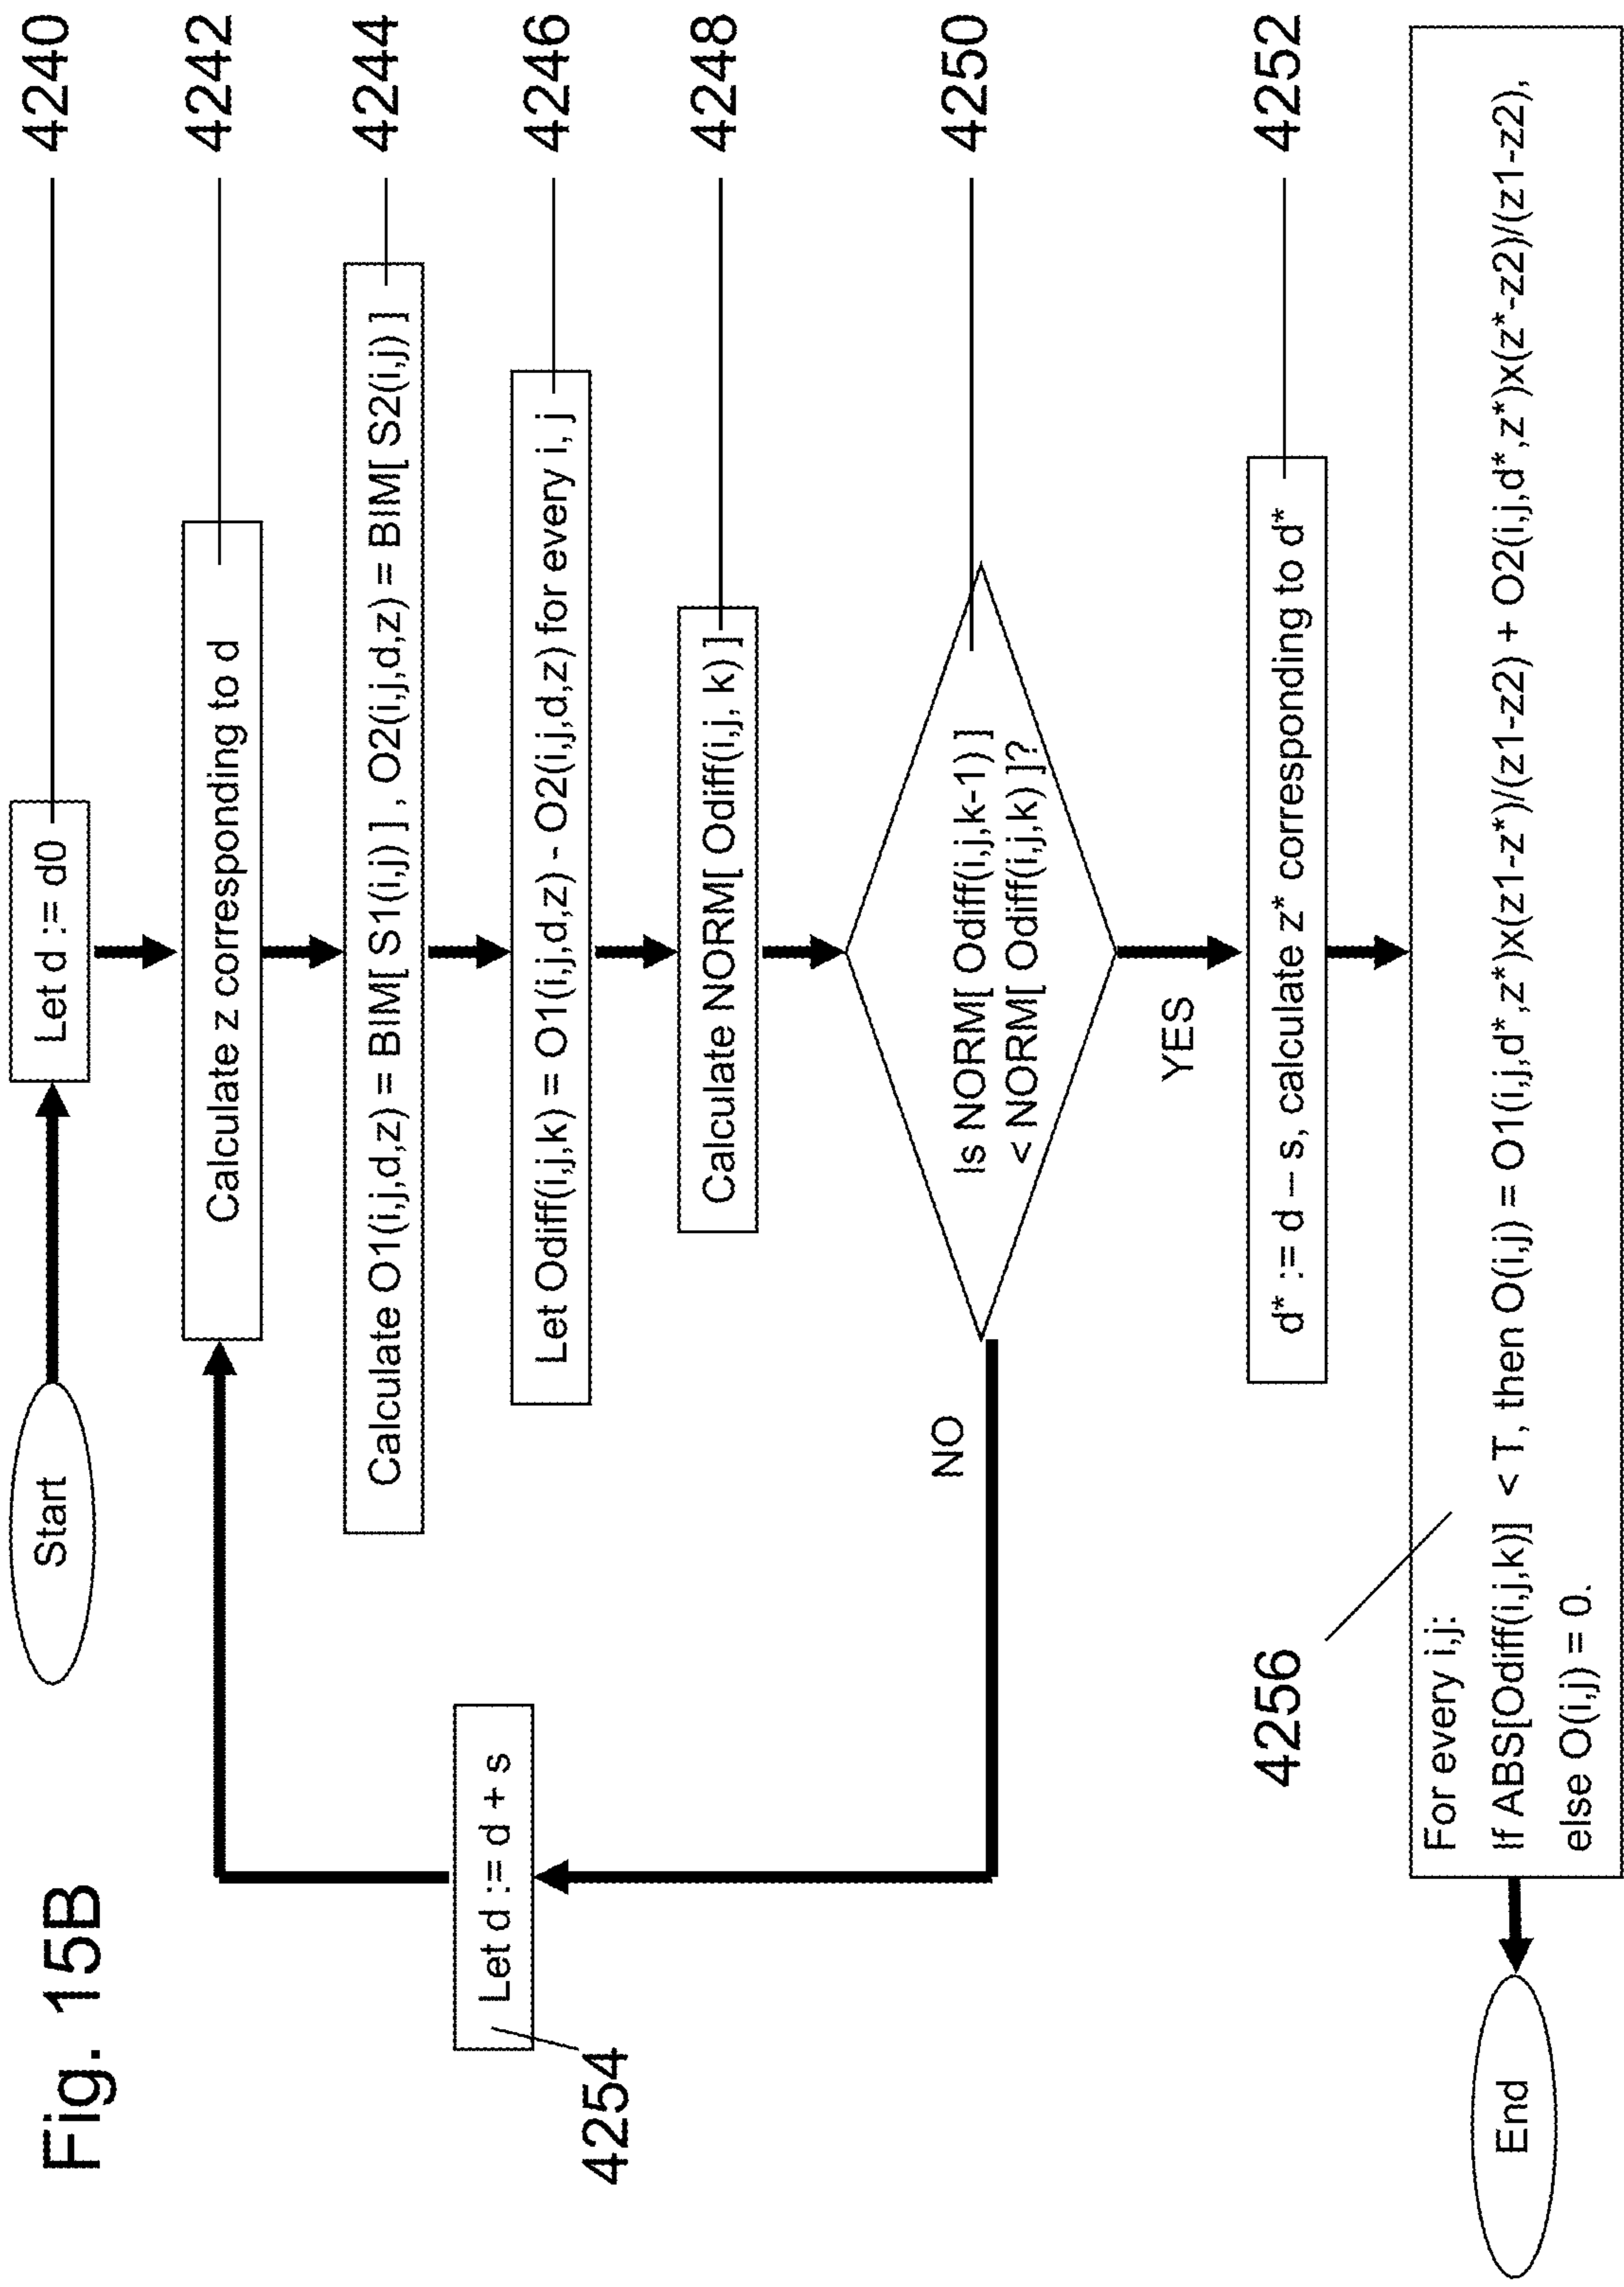 Fig. 15B
Start
Let d := d0
4240
Calculate z corresponding to d
4242
Calculate O1(i,j,d,z) = BIM[ S1(i,j) ] , O2(i,j,d,z) = BIM[ S2(i,j) ]
4244
Let Odiff(i,j,k) = O1(i,j,d,z) - O2(i,j,d,z) for every i, j
4246
Calculate NORM[ Odiff(i,j, k) ]
4248
Is NORM[ Odiff(i,j,k-1) ]
< NORM[ Odiff(i,j,k) ]?
4250
NO
Let d := d + s
4254
YES
d* := d – s, calculate z* corresponding to d*
4252
4256
For every i,j:
If ABS[Odiff(i,j,k)] < T, then O(i,j) = O1(i,j,d*,z*)x(z1-z*)/(z1-z2) + O2(i,j,d*,z*)x(z*-z2)/(z1-z2),
else O(i,j) = 0.
End